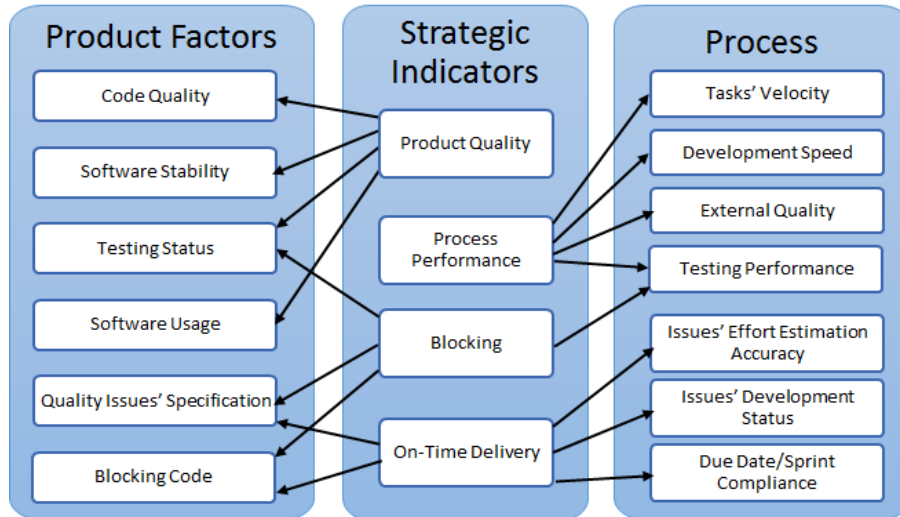 Product Factors
Code Quality
Software Stability
Testing Status
Software Usage
Quality Issues' Specification
Blocking Code
Strategic
Indicators
Product Quality
Process
Performance
Blocking
On-Time Delivery
Process
Tasks' Velocity
Development Speed
External Quality
Testing Performance
Issues' Effort Estimation
Accuracy
Issues' Development
Status
Due Date/Sprint
Compliance